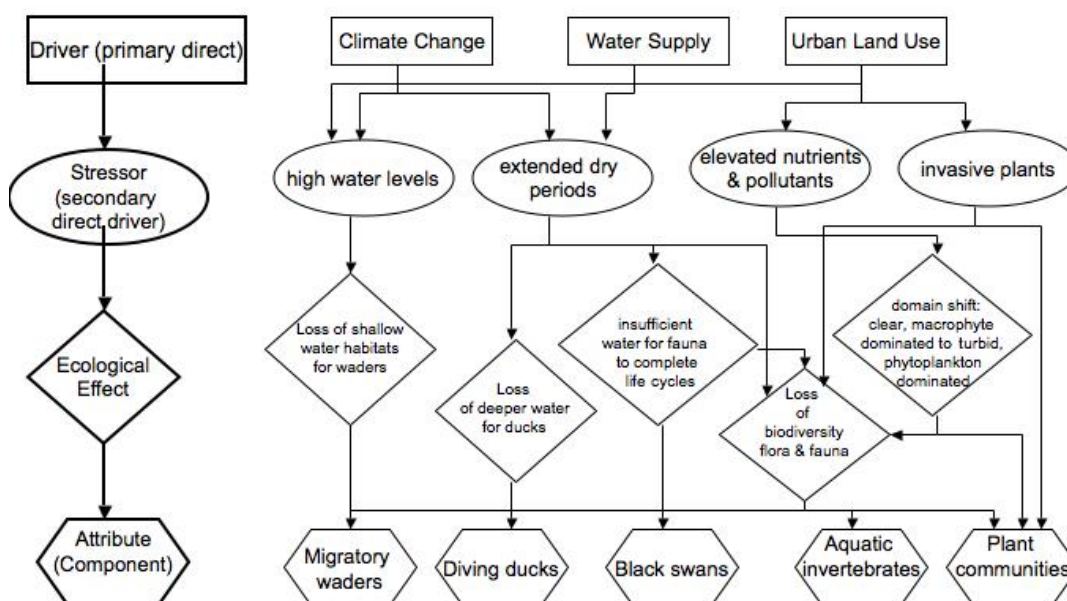 Driver (primary direct)
Climate Change
Water Supply
Urban Land Use
Stressor
(secondary
direct driver)
high water levels
extended dry
periods
elevated nutrients
& pollutants
invasive plants
Ecological
Effect
Loss of shallow
water habitats
for waders
Loss
of deeper water
for ducks
insufficient
water for fauna
to complete
life cycles
Loss
of
biodiversity
flora & fauna
domain shift:
clear, macrophyte
dominated to turbid,
phytoplankton
dominated
Attribute
(Component)
Migratory
waders
Diving ducks
Black swans
Aquatic
invertebrates
Plant
communities